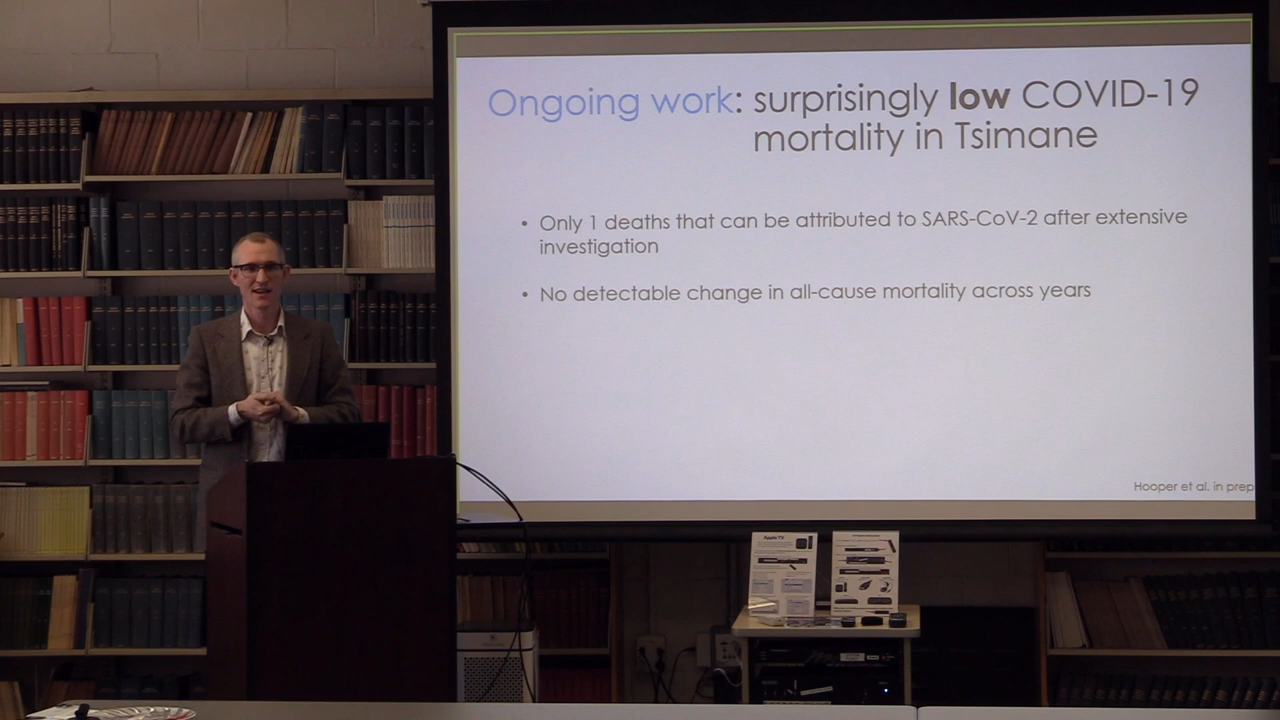 Ongoing work: surprisingly low COVID-19
mortality in Tsimane
• Only 1 deaths that can be attributed to SARS-CoV-2 after extensive
investigation
• No detectable change in all-cause mortality across years
Hooper et al. in prep
Apple TV